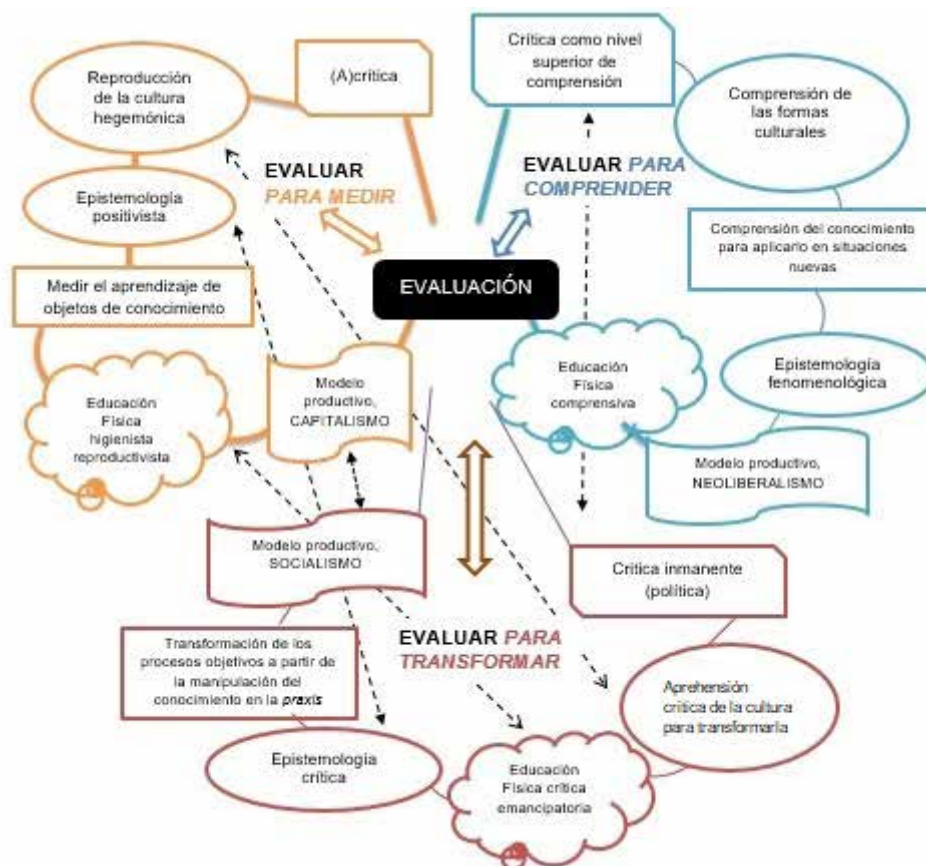 Reproducción
de la cultura
hegemónica
(A)crítica
Crítica como nivel
superior de
comprensión
Comprensión de
las formas
culturales
EVALUAR
PARA MEDIR
EVALUAR PARA
COMPRENDER
Epistemología
positivista
Comprensión del conocimiento
para aplicarlo en situaciones
nuevas
Medir el aprendizaje de
objetos de conocimiento
EVALUACIÓN
Educación
Física
higienista
reproductivista
Modelo
productivo,
CAPITALISMO
Educación
Física
comprensiva
Epistemología
fenomenológica
Modelo productivo,
NEOLIBERALISMO
Modelo productivo,
SOCIALISMO
Critica inmanente
(política)
Transformación de los
procesos objetivos a partir de
la manipulación del
conocimiento en la praxis
EVALUAR PARA
TRANSFORMAR
Aprehensión
critica de la cultura
para transformarla
Epistemología
crítica
Educación
Física crítica
emancipatoria